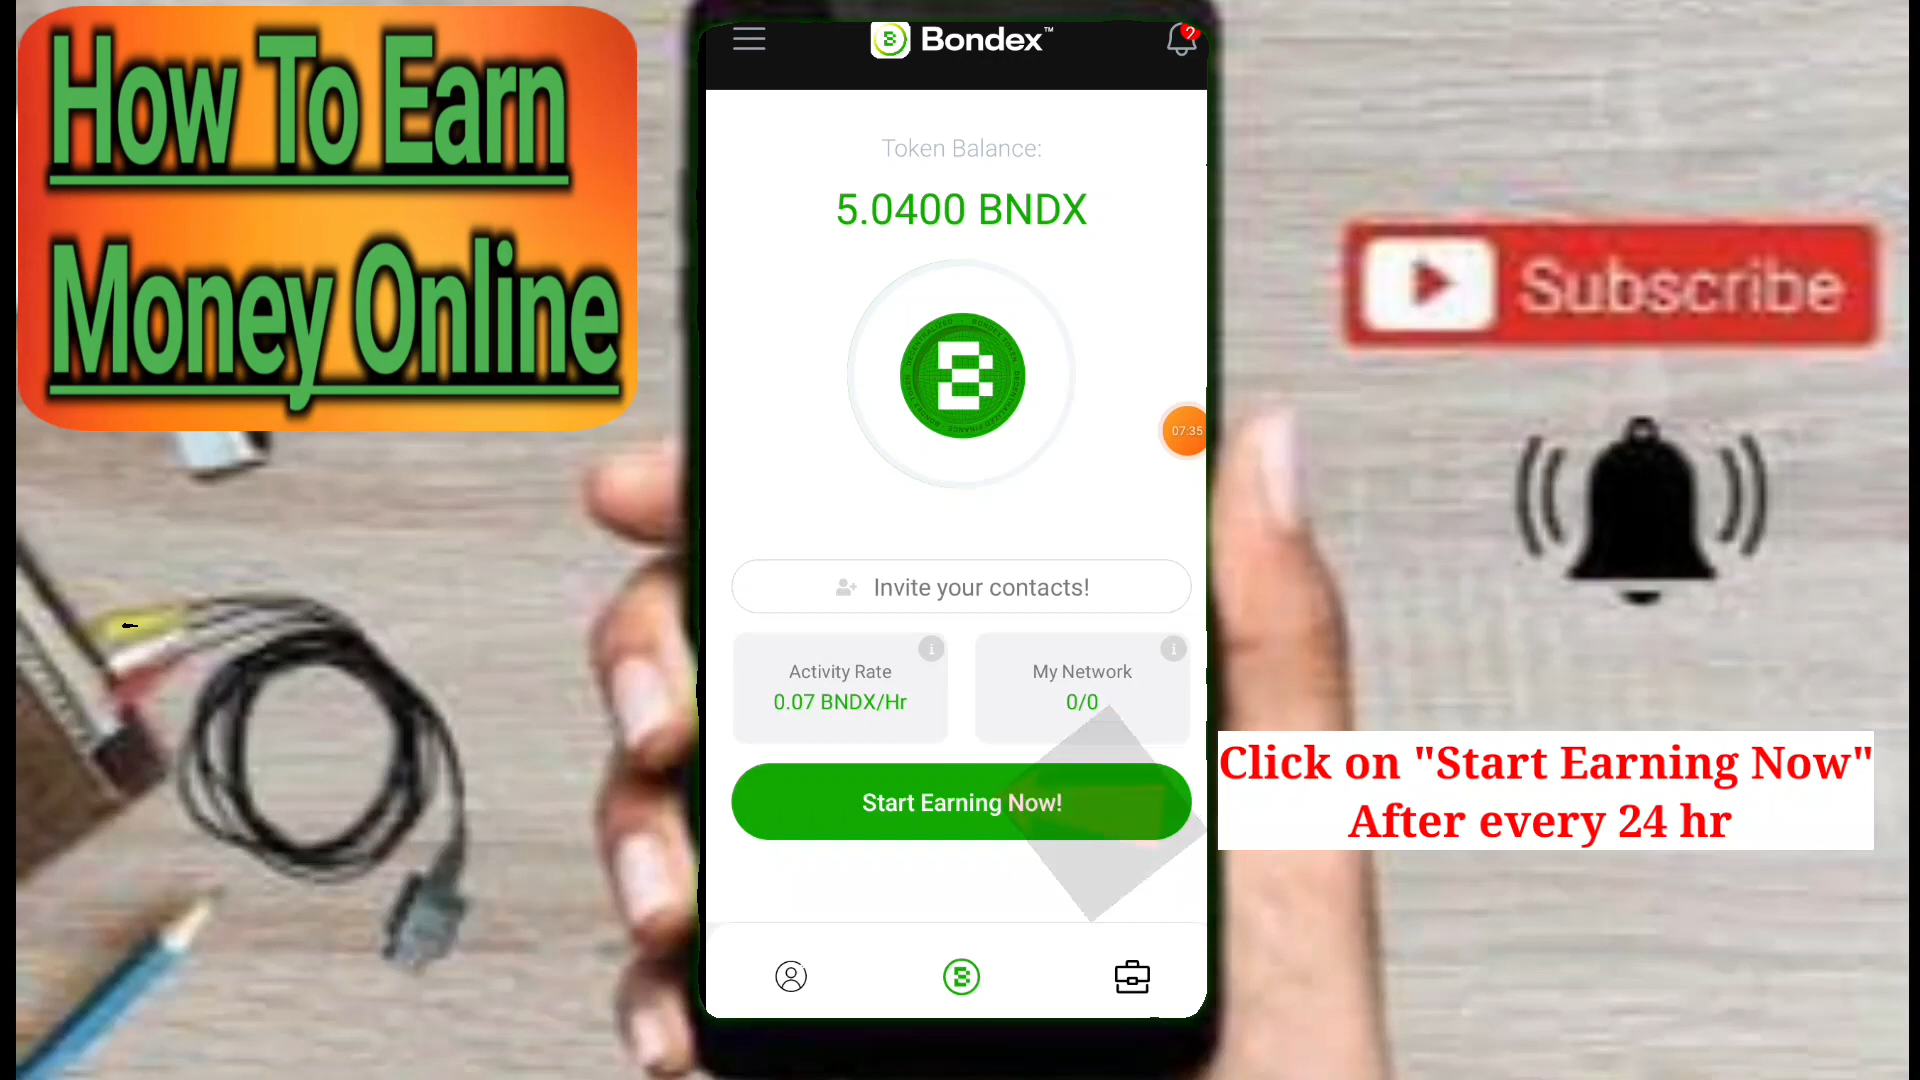 How To Earn
Money Online
Bondex™
?
Token Balance:
5.0400 BNDX
07:35
Subscribe
Invite your contacts!
Activity Rate
0.07 BNDX/Hr
My Network
0/0
Start Earning Now!
Click on "Start Earning Now"
After every 24 hr